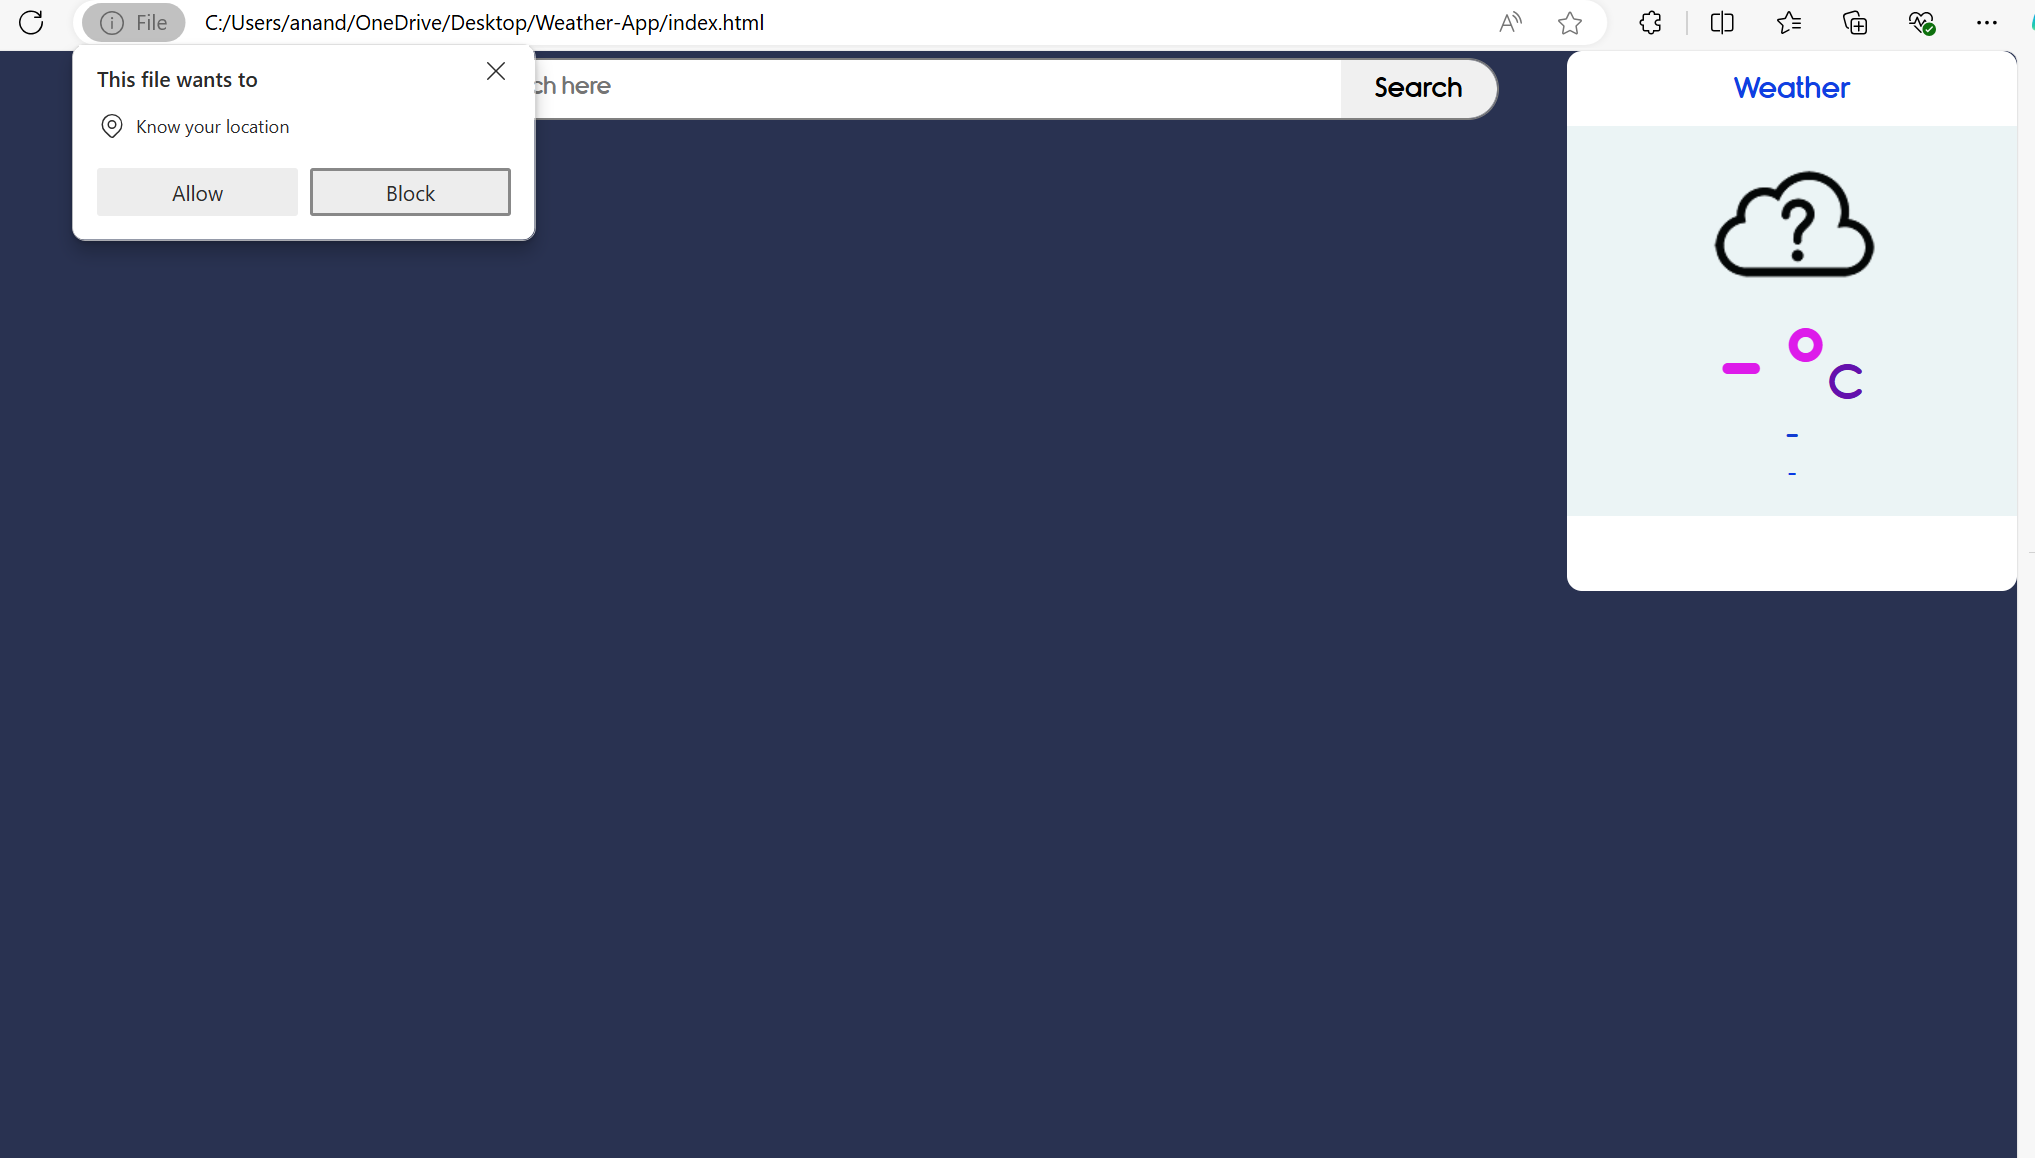 File C:/Users/anand/OneDrive/Desktop/Weather-App/index.html
This file wants to
Know your location
Allow Block
ch here
Search
Weather
?
- °C
-
-